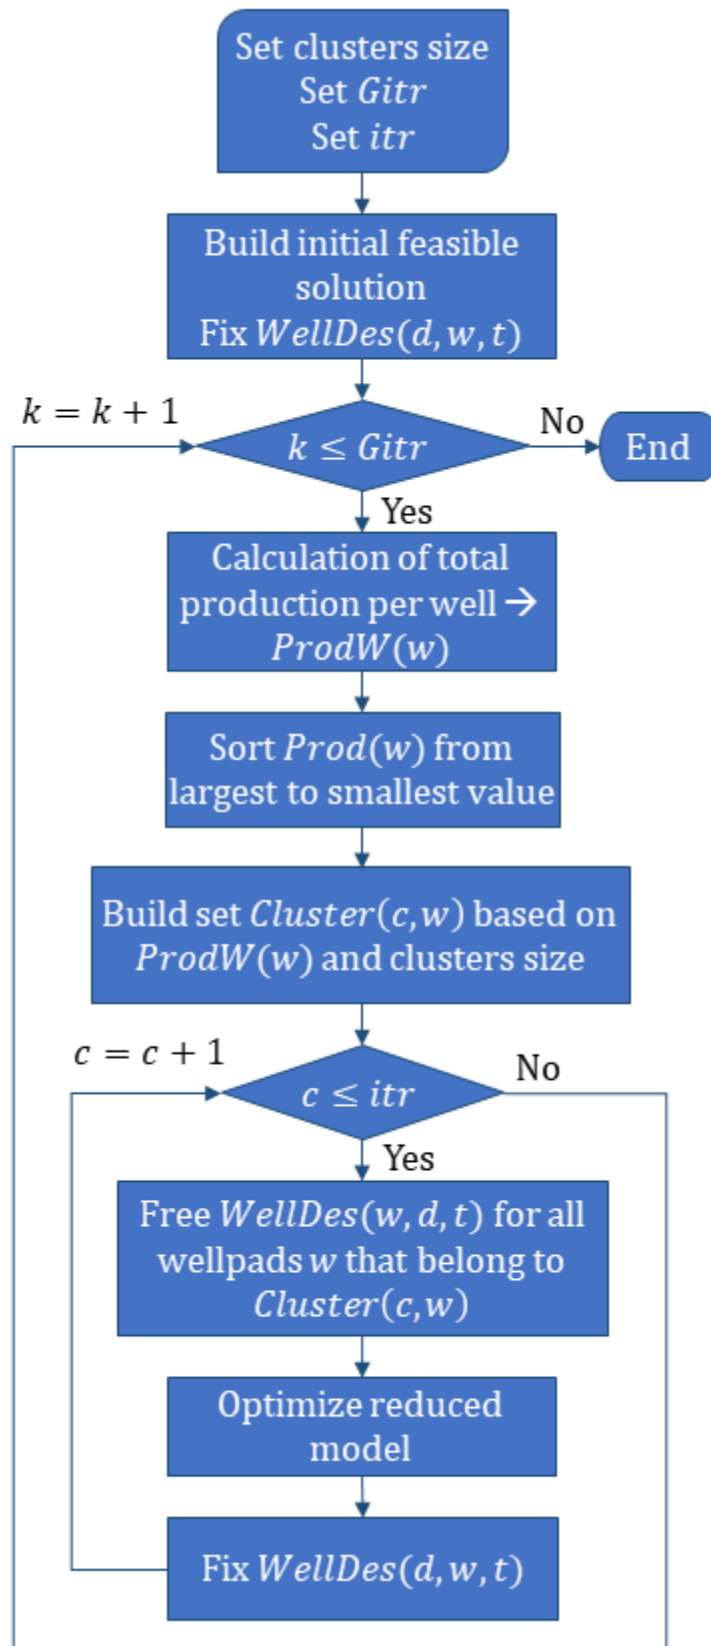 Set clusters size
Set Gitr
Set itr
Build initial feasible
solution
Fix WellDes(d, w, t)
k = k + 1
k ≤ Gitr
No
End
Yes
Calculation of total
production per well →
ProdW(w)
Sort Prod(w) from
largest to smallest value
Build set Cluster(c, w) based on
ProdW(w) and clusters size
c = c + 1
c ≤ itr
No
Yes
Free WellDes(w, d, t) for all
wellpads w that belong to
Cluster(c, w)
Optimize reduced
model
Fix WellDes(d, w, t)